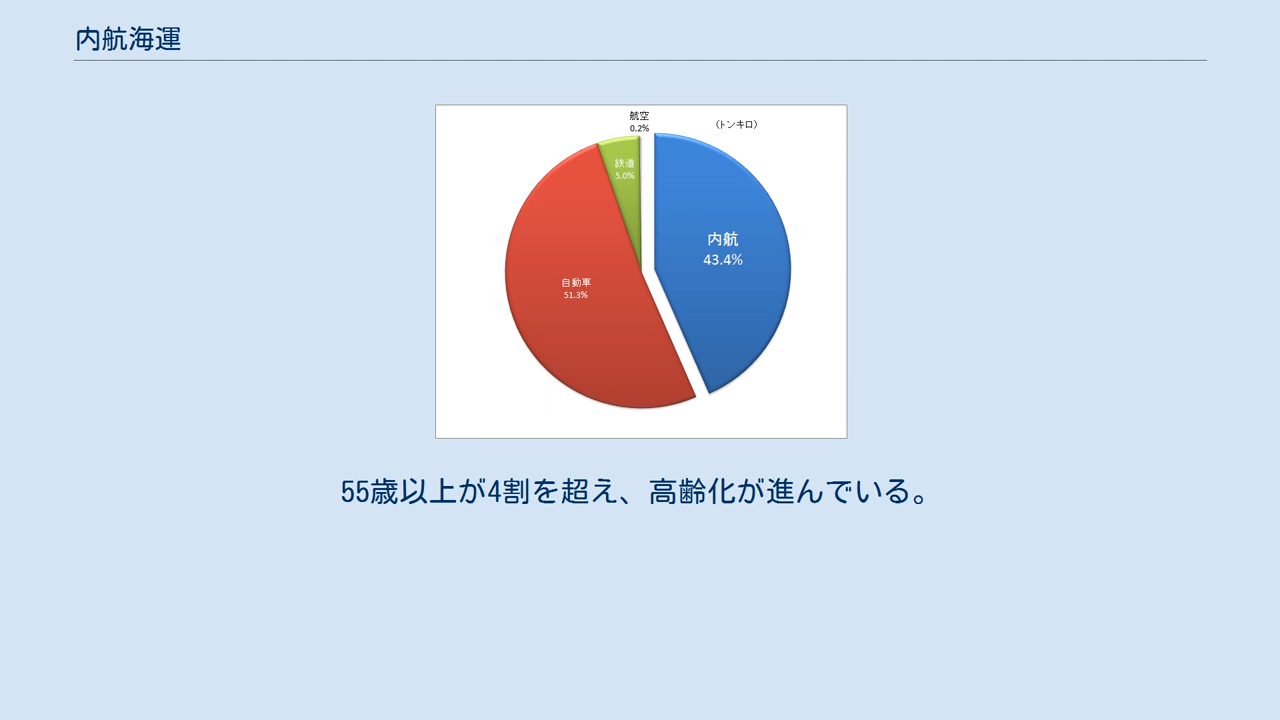 内航海運
航空
0.2%
（トンキロ）
鉄道
5.0%
内航
43.4%
自動車
51.3%
55歳以上が4割を超え、高齢化が進んでいる。